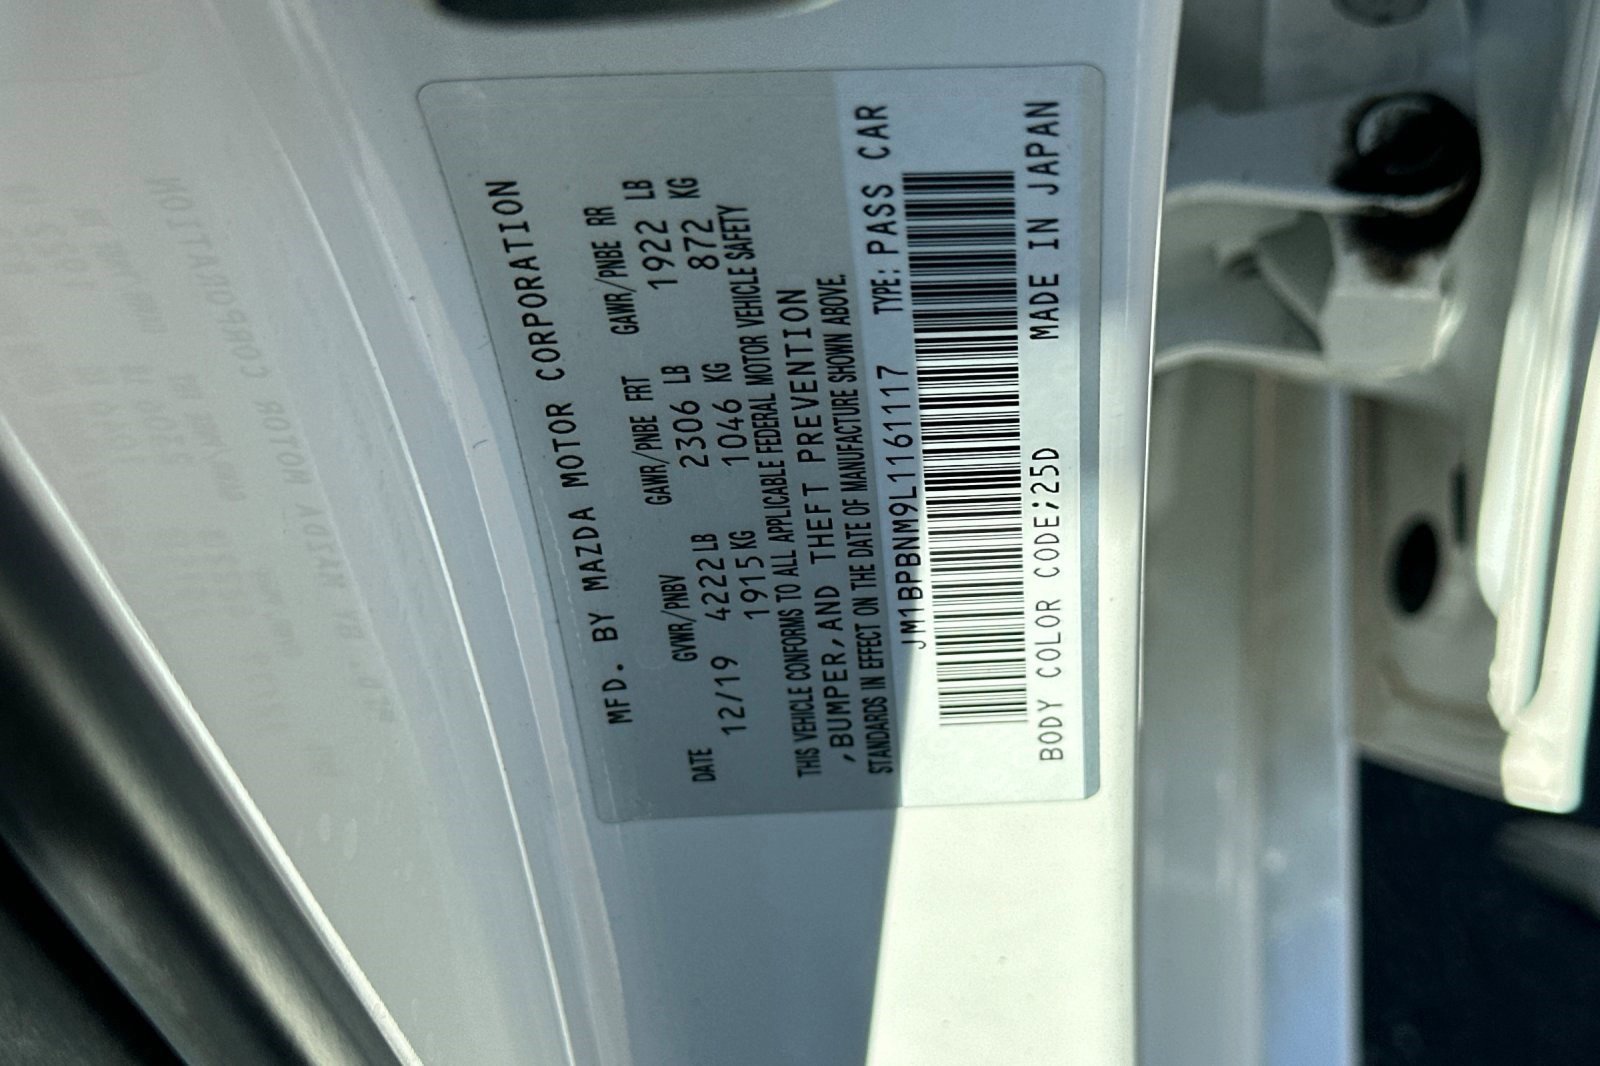 MFD. BY MAZDA MOTOR CORPORATION
DATE GVWR/PNBV GAWR/PNBE FRT GAWR/PNBE RR
12/19 4222 LB 2306 LB 1922 LB
1915 KG 1046 KG 872 KG
THIS VEHICLE CONFORMS TO ALL APPLICABLE FEDERAL MOTOR VEHICLE SAFETY
,BUMPER,AND THEFT PREVENTION
STANDARDS IN EFFECT ON THE DATE OF MANUFACTURE SHOWN ABOVE.
JM1BPBNM9L1161117 TYPE: PASS CAR
BODY COLOR CODE;25D MADE IN JAPAN